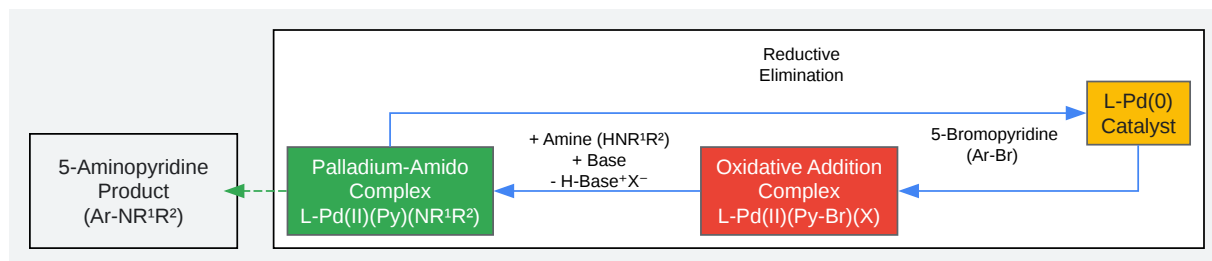 Reductive
Elimination
L-Pd(0)
Catalyst
5-Bromopyridine
(Ar-Br)
+ Amine (HNR¹R²)
+ Base
- H-Base⁺X⁻
5-Aminopyridine
Product
(Ar-NR¹R²)
Palladium-Amido
Complex
L-Pd(II)(Py)(NR¹R²)
Oxidative Addition
Complex
L-Pd(II)(Py-Br)(X)